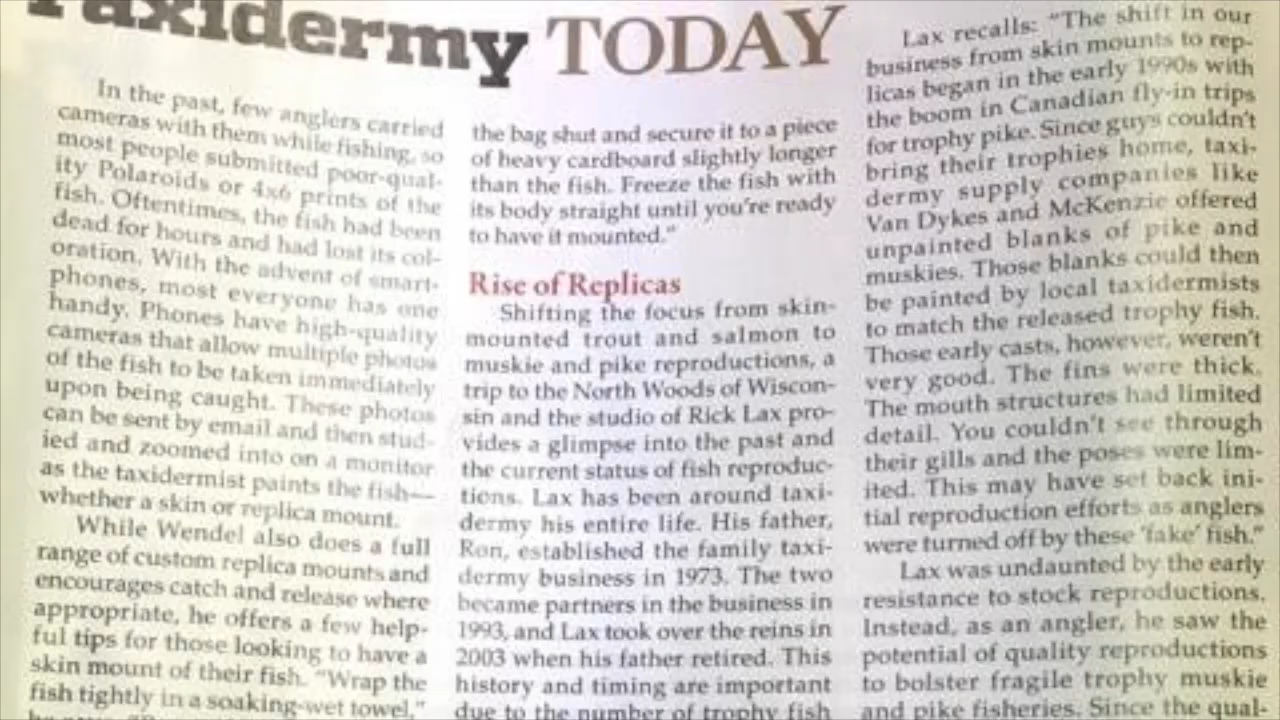 Taxidermy TODAY
In the past, few anglers carried
cameras with them while fishing, so
most people submitted poor-qual-
ity Polaroids or 4x6 prints of the
fish. Oftentimes, the fish had been
dead for hours and had lost its col-
oration. With the advent of smart-
phones, most everyone has one
handy. Phones have high-quality
cameras that allow multiple photos
of the fish to be taken immediately
upon being caught. These photos
can be sent by email and then stud-
ied and zoomed into on a monitor
as the taxidermist paints the fish—
whether a skin or replica mount.
While Wendel also does a full
range of custom replica mounts and
encourages catch and release where
appropriate, he offers a few help-
ful tips for those looking to have a
skin mount of their fish. "Wrap the
fish tightly in a soaking-wet towel,"
the bag shut and secure it to a piece
of heavy cardboard slightly longer
than the fish. Freeze the fish with
its body straight until you're ready
to have it mounted."
Rise of Replicas
Shifting the focus from skin-
mounted trout and salmon to
muskie and pike reproductions, a
trip to the North Woods of Wiscon-
sin and the studio of Rick Lax pro-
vides a glimpse into the past and
the current status of fish reproduc-
tions. Lax has been around taxi-
dermy his entire life. His father,
Ron, established the family taxi-
dermy business in 1973. The two
became partners in the business in
1993, and Lax took over the reins in
2003 when his father retired. This
history and timing are important
due to the number of trophy fish
Lax recalls: "The shift in our
business from skin mounts to rep-
licas began in the early 1990s with
the boom in Canadian fly-in trips
for trophy pike. Since guys couldn't
bring their trophies home, taxi-
dermy supply companies like
Van Dykes and McKenzie offered
unpainted blanks of pike and
muskies. Those blanks could then
be painted by local taxidermists
to match the released trophy fish.
Those early casts, however, weren't
very good. The fins were thick.
The mouth structures had limited
detail. You couldn't see through
their gills and the poses were lim-
ited. This may have set back ini-
tial reproduction efforts as anglers
were turned off by these 'fake' fish."
Lax was undaunted by the early
resistance to stock reproductions.
Instead, as an angler, he saw the
potential of quality reproductions
to bolster fragile trophy muskie
and pike fisheries. Since the qual-